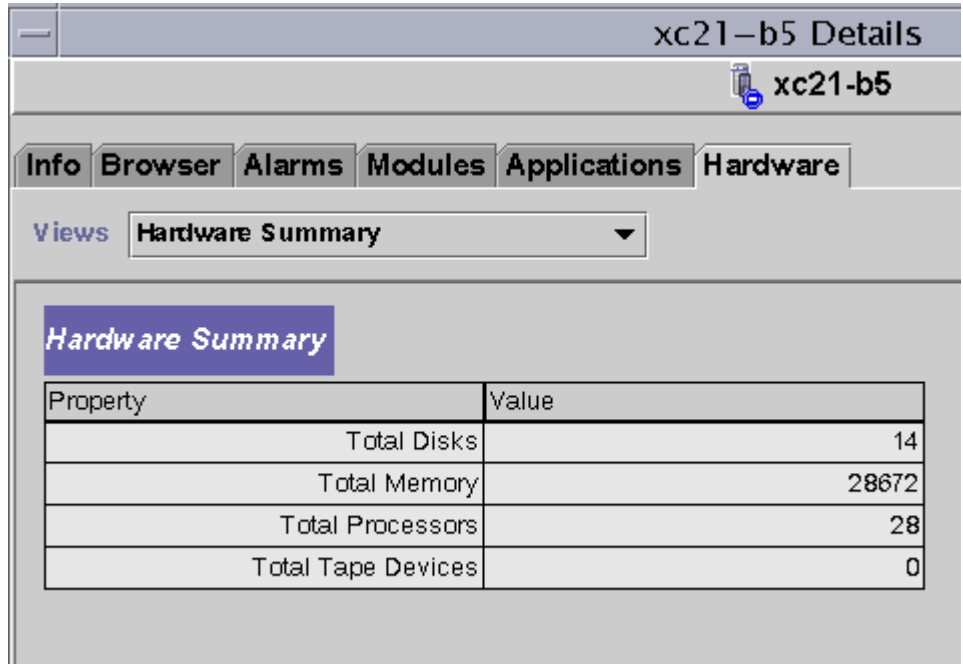 xc21-b5 Details
xc21-b5
Info Browser Alarms Modules Applications Hardware
Views Hardware Summary
Hardware Summary
Property Value
Total Disks 14
Total Memory 28672
Total Processors 28
Total Tape Devices 0